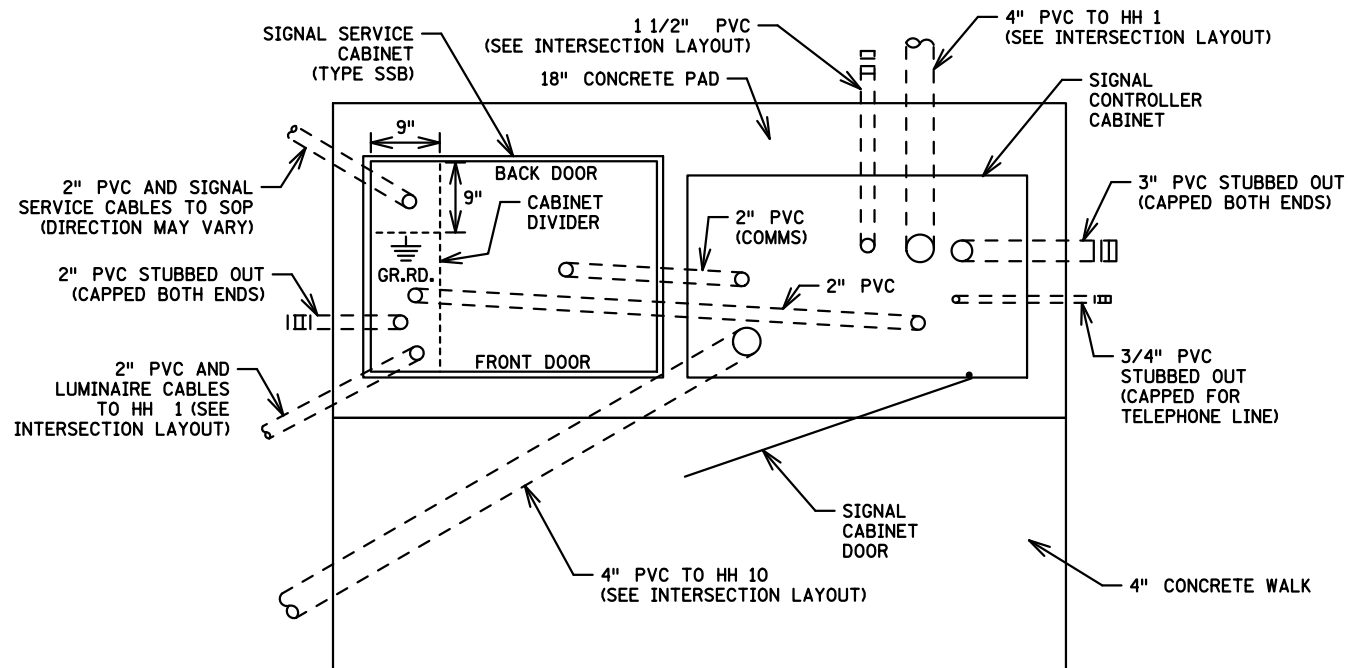 SIGNAL SERVICE
CABINET
(TYPE SSB)
1 1/2" PVC
(SEE INTERSECTION LAYOUT)
18" CONCRETE PAD
4" PVC TO HH 1
(SEE INTERSECTION LAYOUT)
SIGNAL
CONTROLLER
CABINET
9"
BACK DOOR
9"
CABINET
DIVIDER
2" PVC AND SIGNAL
SERVICE CABLES TO SOP
(DIRECTION MAY VARY)
2" PVC
(COMMS)
3" PVC STUBBED OUT
(CAPPED BOTH ENDS)
GR.RD.
2" PVC STUBBED OUT
(CAPPED BOTH ENDS)
2" PVC
FRONT DOOR
2" PVC AND
LUMINAIRE CABLES
TO HH 1 (SEE
INTERSECTION LAYOUT)
3/4" PVC
STUBBED OUT
(CAPPED FOR
TELEPHONE LINE)
SIGNAL
CABINET
DOOR
4" PVC TO HH 10
(SEE INTERSECTION LAYOUT)
4" CONCRETE WALK